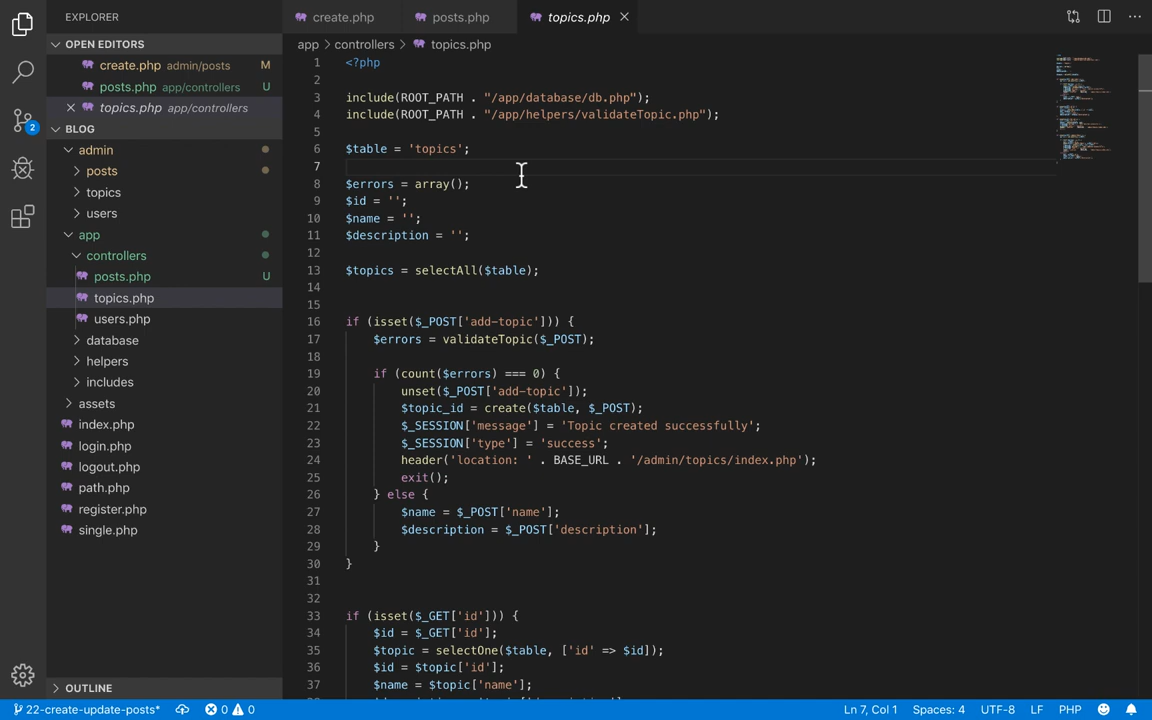 EXPLORER
OPEN EDITORS
create.php admin/posts M
posts.php app/controllers U
topics.php app/controllers
BLOG
admin
posts
topics
users
app
controllers
posts.php U
topics.php
users.php
database
helpers
includes
assets
index.php
login.php
logout.php
path.php
register.php
single.php
OUTLINE
2
create.php posts.php topics.php
app > controllers > topics.php
1 <?php
2
3 include(ROOT_PATH . "/app/database/db.php");
4 include(ROOT_PATH . "/app/helpers/validateTopic.php");
5
6 $table = 'topics';
7
8 $errors = array();
9 $id = '';
10 $name = '';
11 $description = '';
12
13 $topics = selectAll($table);
14
15
16 if (isset($_POST['add-topic'])) {
17 $errors = validateTopic($_POST);
18
19 if (count($errors) === 0) {
20 unset($_POST['add-topic']);
21 $topic_id = create($table, $_POST);
22 $_SESSION['message'] = 'Topic created successfully';
23 $_SESSION['type'] = 'success';
24 header('location: ' . BASE_URL . '/admin/topics/index.php');
25 exit();
26 } else {
27 $name = $_POST['name'];
28 $description = $_POST['description'];
29 }
30 }
31
32
33 if (isset($_GET['id'])) {
34 $id = $_GET['id'];
35 $topic = selectOne($table, ['id' => $id]);
36 $id = $topic['id'];
37 $name = $topic['name'];
22-create-update-posts* 0 0 Ln 7, Col 1 Spaces: 4 UTF-8 LF PHP